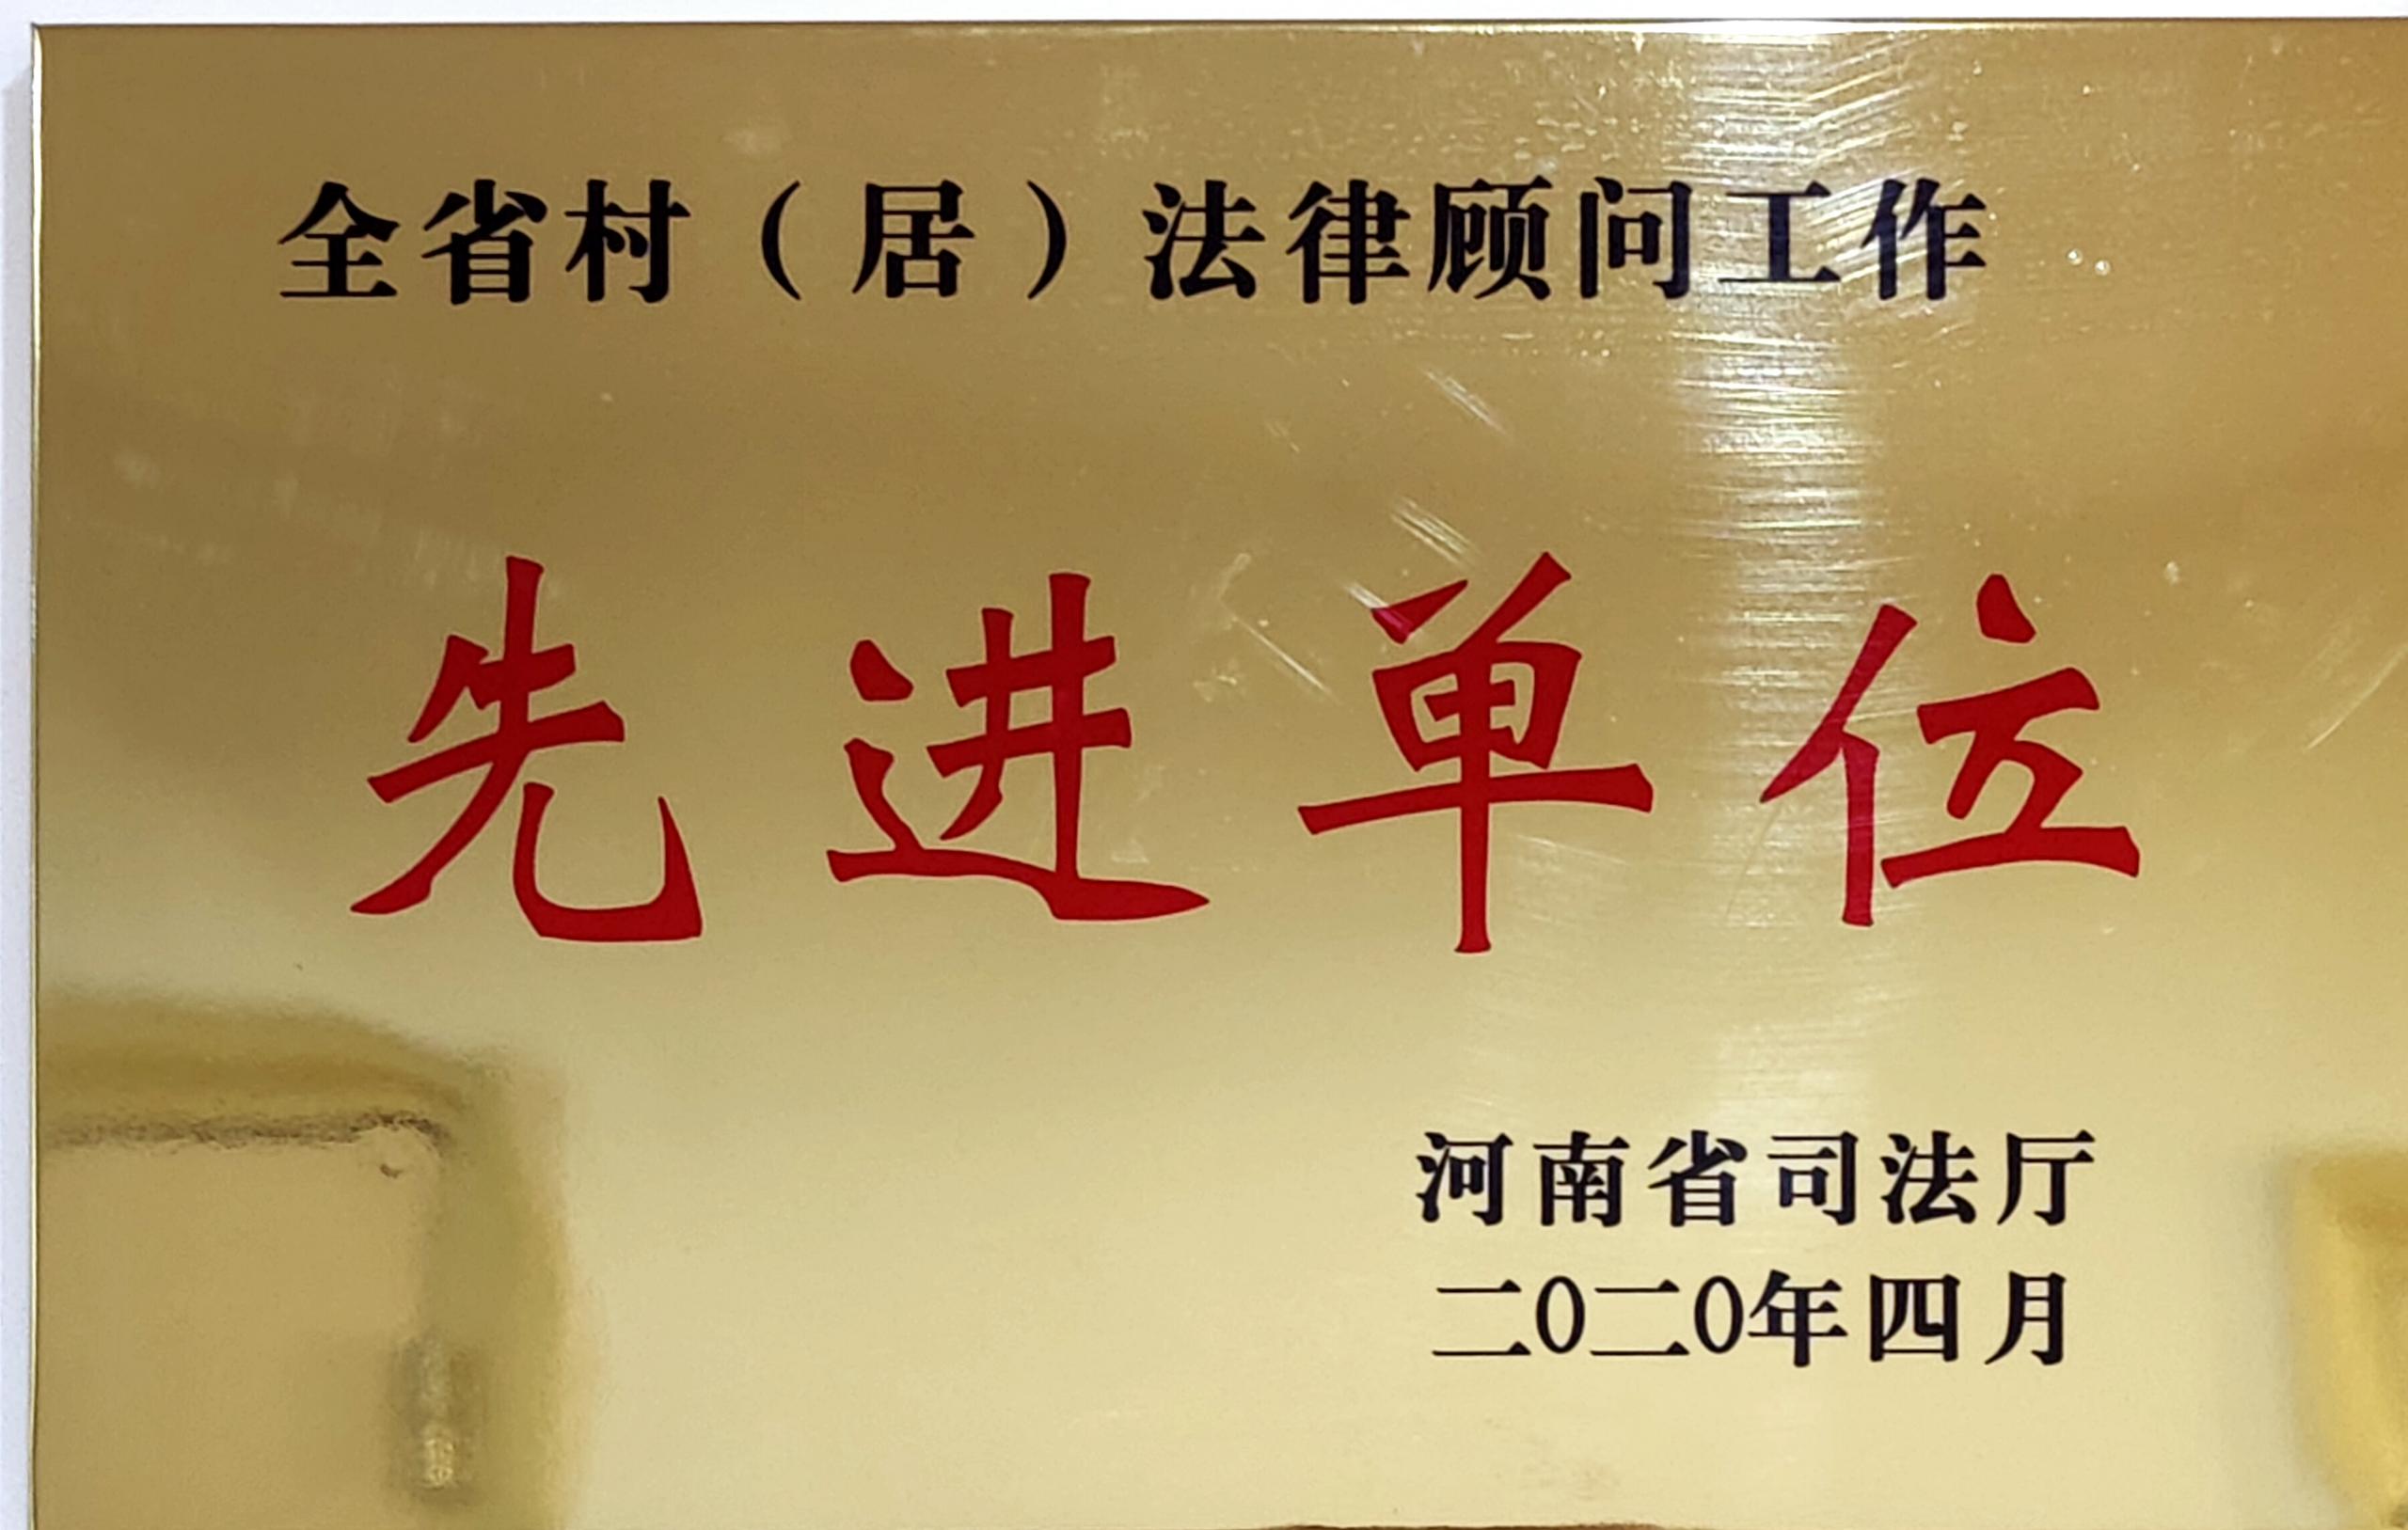 全省村（居）法律顾问工作
先进单位
河南省司法厅
二0二0年四月